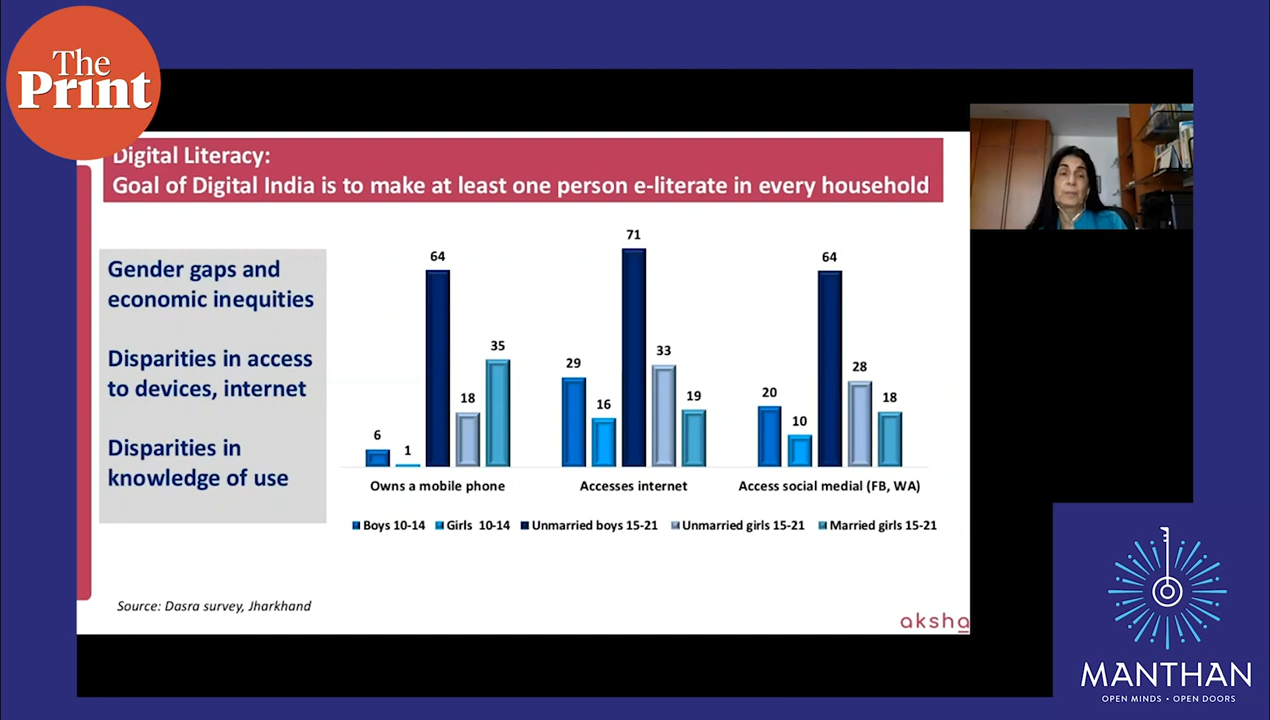 The
Print
Digital Literacy:
Goal of Digital India is to make at least one person e-literate in every household
Gender gaps and
economic inequities
Disparities in access
to devices, internet
Disparities in
knowledge of use
6
1
64
18
35
29
16
71
33
19
20
10
64
28
18
Owns a mobile phone
Accesses internet
Access social medial (FB, WA)
Boys 10-14 Girls 10-14 Unmarried boys 15-21 Unmarried girls 15-21 Married girls 15-21
Source: Dasra survey, Jharkhand
aksha
MANTHAN
OPEN MINDS • OPEN DOORS